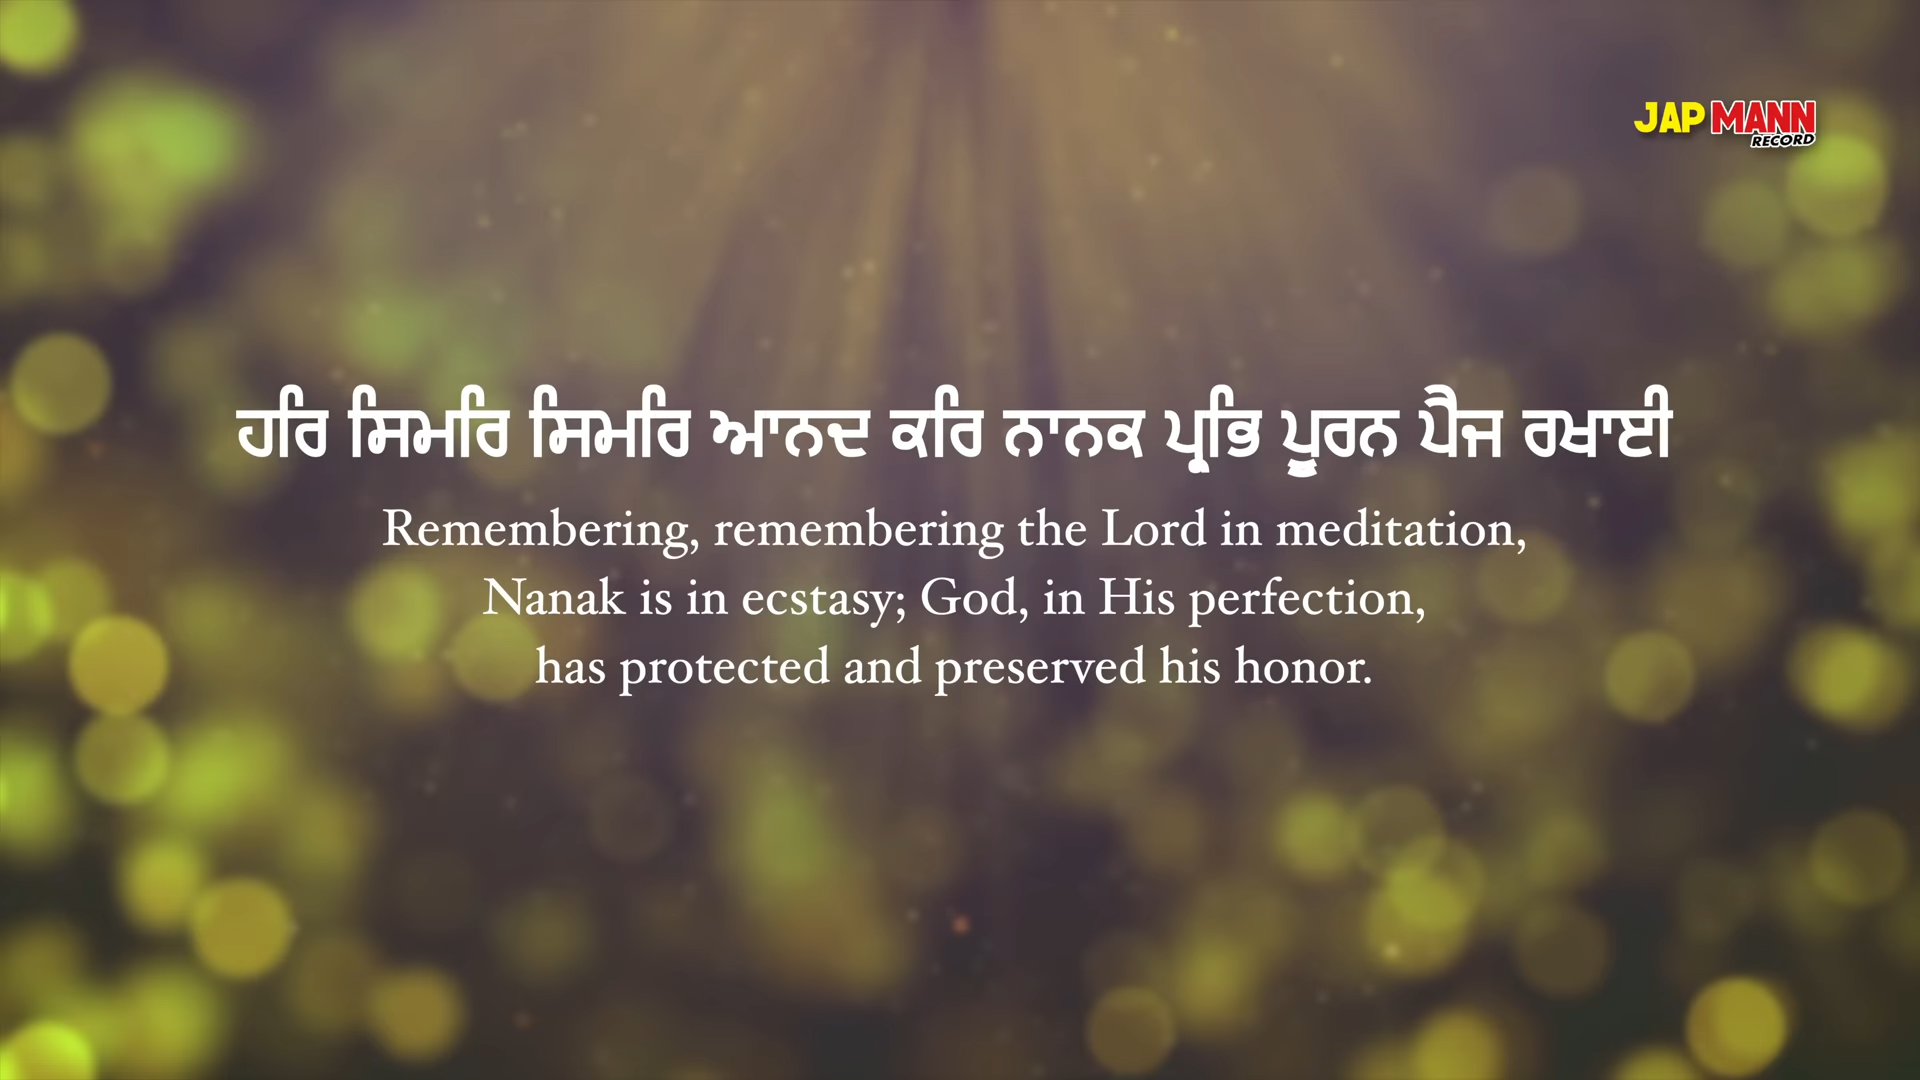 JAP MANN
RECORD
ਹਰਿ ਸਿਮਰਿ ਸਿਮਰਿ ਆਨਦ ਕਰਿ ਨਾਨਕ ਪ੍ਰਭਿ ਪੂਰਨ ਪੈਜ ਰਖਾਈ
Remembering, remembering the Lord in meditation,
Nanak is in ecstasy; God, in His perfection,
has protected and preserved his honor.